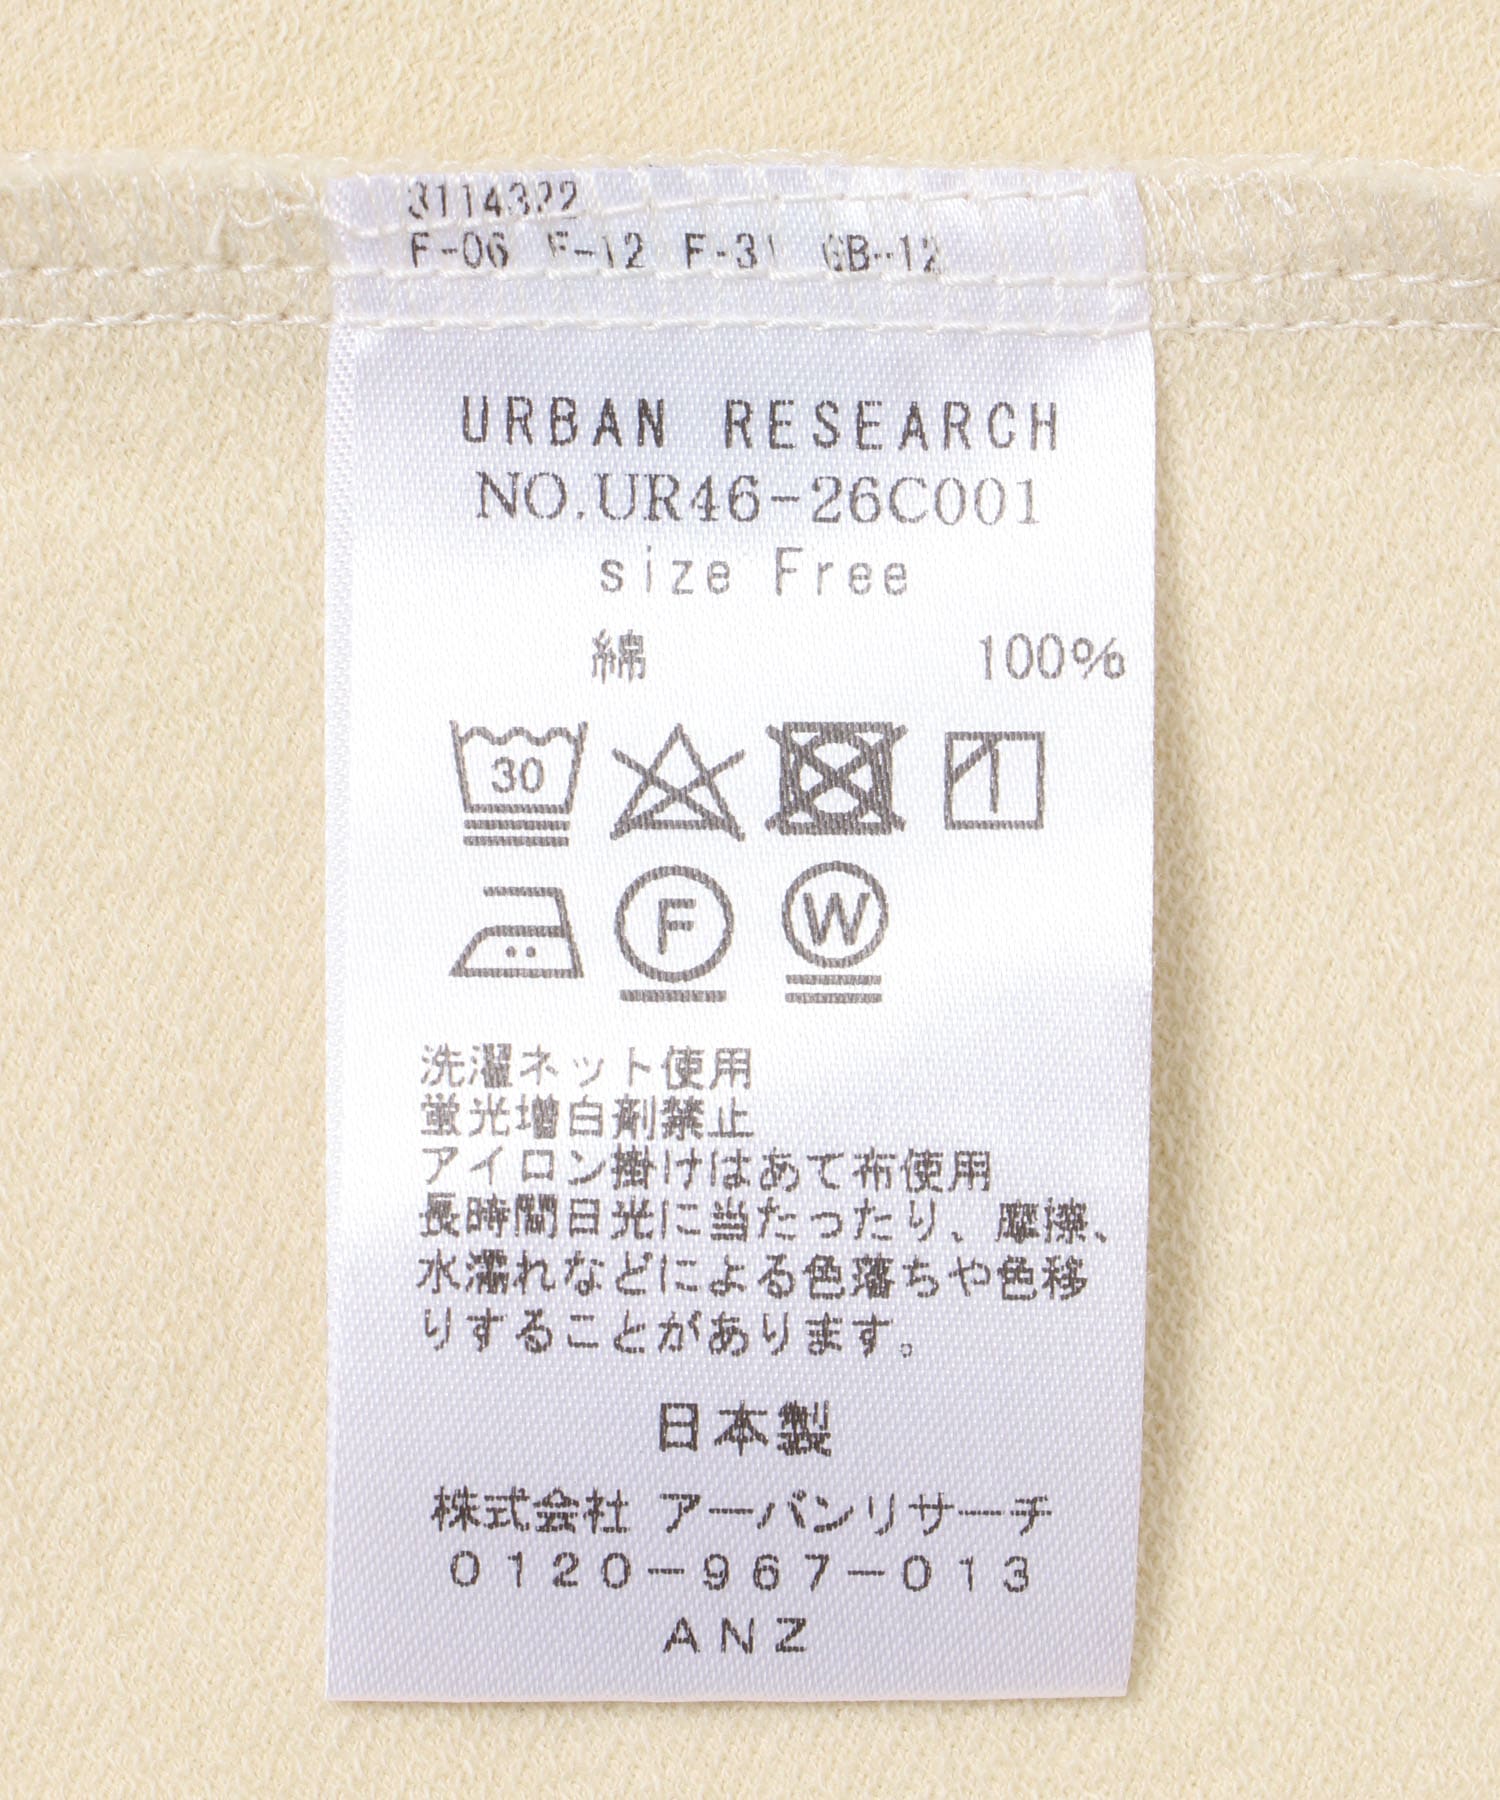 3114322
F-06 F-12 F-31 GB-12
URBAN RESEARCH
NO.UR46-26C001
size Free
綿 100%
30
F
W
洗濯ネット使用
蛍光増白剤禁止
アイロン掛けはあて布使用
長時間日光に当たったり、摩擦、
水濡れなどによる色落ちや色移
りすることがあります。
日本製
株式会社 アーバンリサーチ
0120-967-013
ANZ